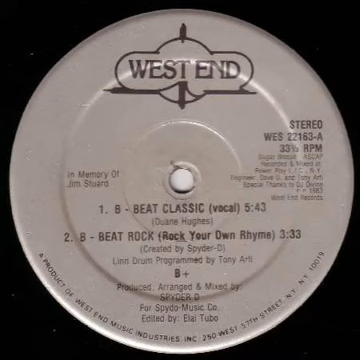 WEST END
STEREO
WES 22163-A
33⅓ RPM
Sugar Biscuit ASCAP
Recorded & Mixed at
Power Play L.I.C., N.Y.
Engineer: Dave O. and Tony Arfi
Special Thanks to DJ Divine
℗ © 1983
West End Records
In Memory Of
Jim Stuard
1. B - BEAT CLASSIC (vocal) 5:43
(Duane Hughes)
2. B - BEAT ROCK (Rock Your Own Rhyme) 3:33
(Created by Spyder-D)
Linn Drum Programmed by Tony Arfi
B+
Produced, Arranged & Mixed by:
SPYDER D
For Spydo-Music Co.
Edited by: Elai Tubo
A PRODUCT OF WEST END MUSIC INDUSTRIES INC. 250 WEST 57TH STREET, N.Y. N.Y. 10019